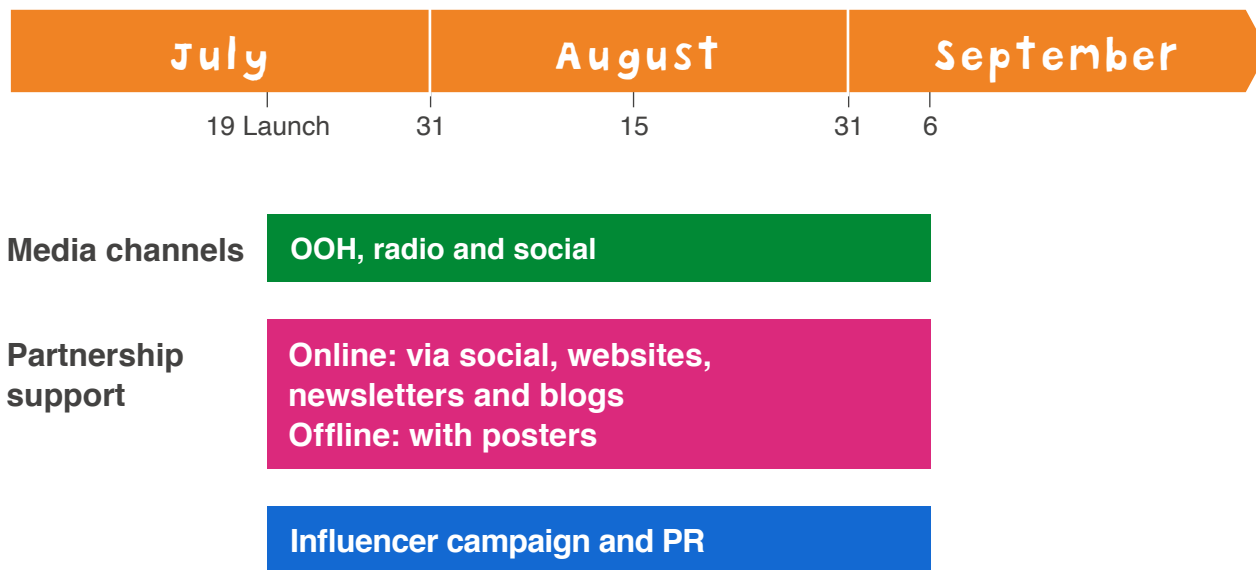 July August September
19 Launch 31 15 31 6
Media channels OOH, radio and social
Partnership support
Online: via social, websites,
newsletters and blogs
Offline: with posters
Influencer campaign and PR